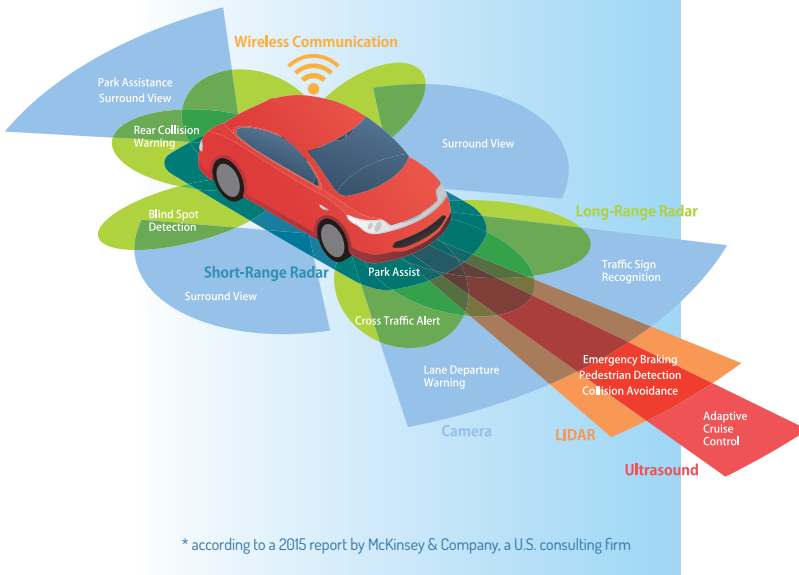 Wireless Communication
Park Assistance
Surround View
Rear Collision
Warning
Surround View
Blind Spot
Detection
Long-Range Radar
Short-Range Radar
Park Assist
Traffic Sign
Recognition
Surround View
Cross Traffic Alert
Emergency Braking
Pedestrian Detection
Collision Avoidance
Lane Departure
Warning
Adaptive
Cruise
Control
Camera
LIDAR
Ultrasound
* according to a 2015 report by McKinsey & Company, a U.S. consulting firm